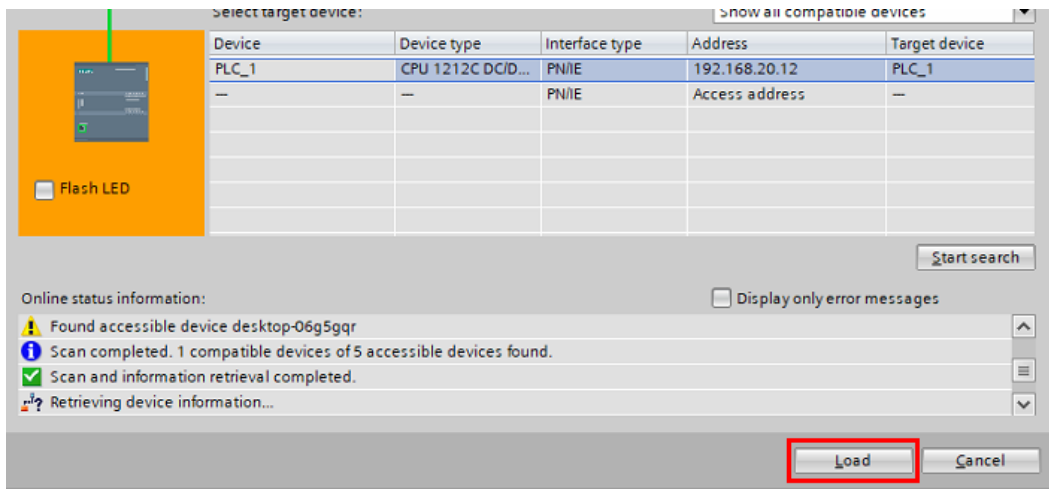 Select target device:
Show all compatible devices
Device Device type Interface type Address Target device
PLC_1 CPU 1212C DC/D... PN/IE 192.168.20.12 PLC_1
— — PN/IE Access address —
Flash LED
Start search
Online status information:
Display only error messages
Found accessible device desktop-06g5gqr
Scan completed. 1 compatible devices of 5 accessible devices found.
Scan and information retrieval completed.
Retrieving device information...
Load Cancel